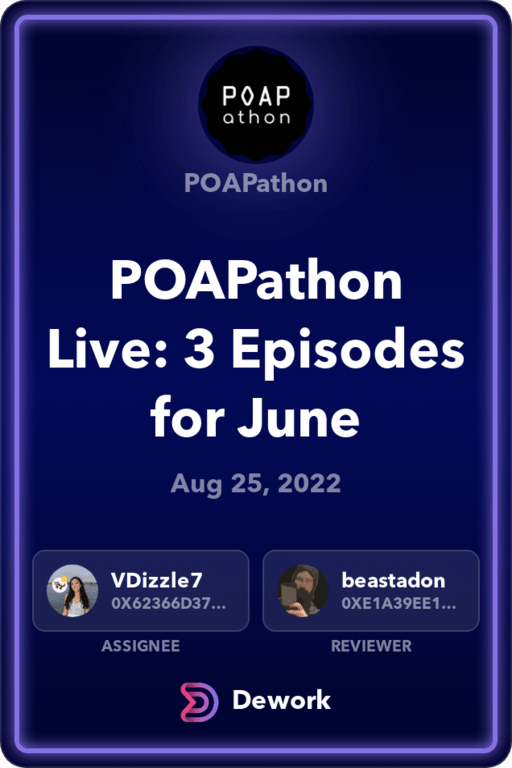 POAP
athon
POAPathon
POAPathon
Live: 3 Episodes
for June
Aug 25, 2022
VDizzle7
0X62366D37...
beastadon
0XE1A39EE1...
ASSIGNEE
REVIEWER
Dework